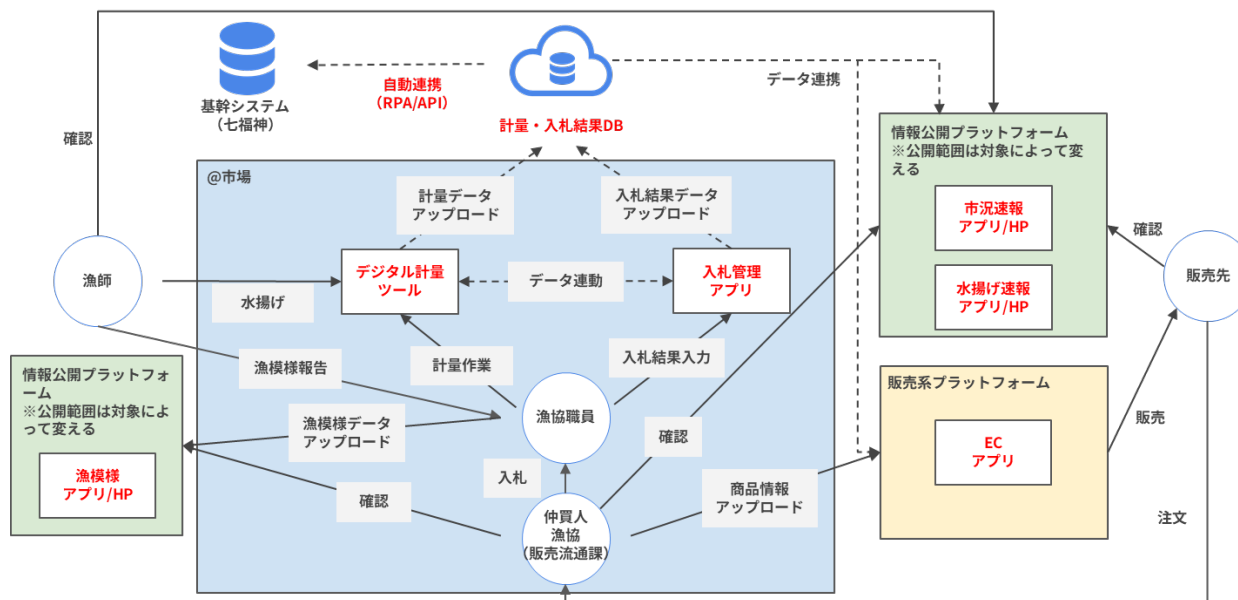 基幹システム
（七福神）
自動連携
（RPA/API）
計量・入札結果DB
データ連携
確認
情報公開プラットフォーム
※公開範囲は対象によって変
える
市況速報
アプリ/HP
水揚げ速報
アプリ/HP
@市場
計量データ
アップロード
入札結果データ
アップロード
漁師
水揚げ
デジタル計量
ツール
データ連動
入札管理
アプリ
確認
販売先
漁模様報告
計量作業
入札結果入力
情報公開プラットフォ
ーム
※公開範囲は対象によ
って変える
漁模様
アプリ/HP
漁模様データ
アップロード
漁協職員
確認
販売系プラットフォーム
EC
アプリ
販売
確認
入札
仲買人
漁協
（販売流通課）
商品情報
アップロード
注文